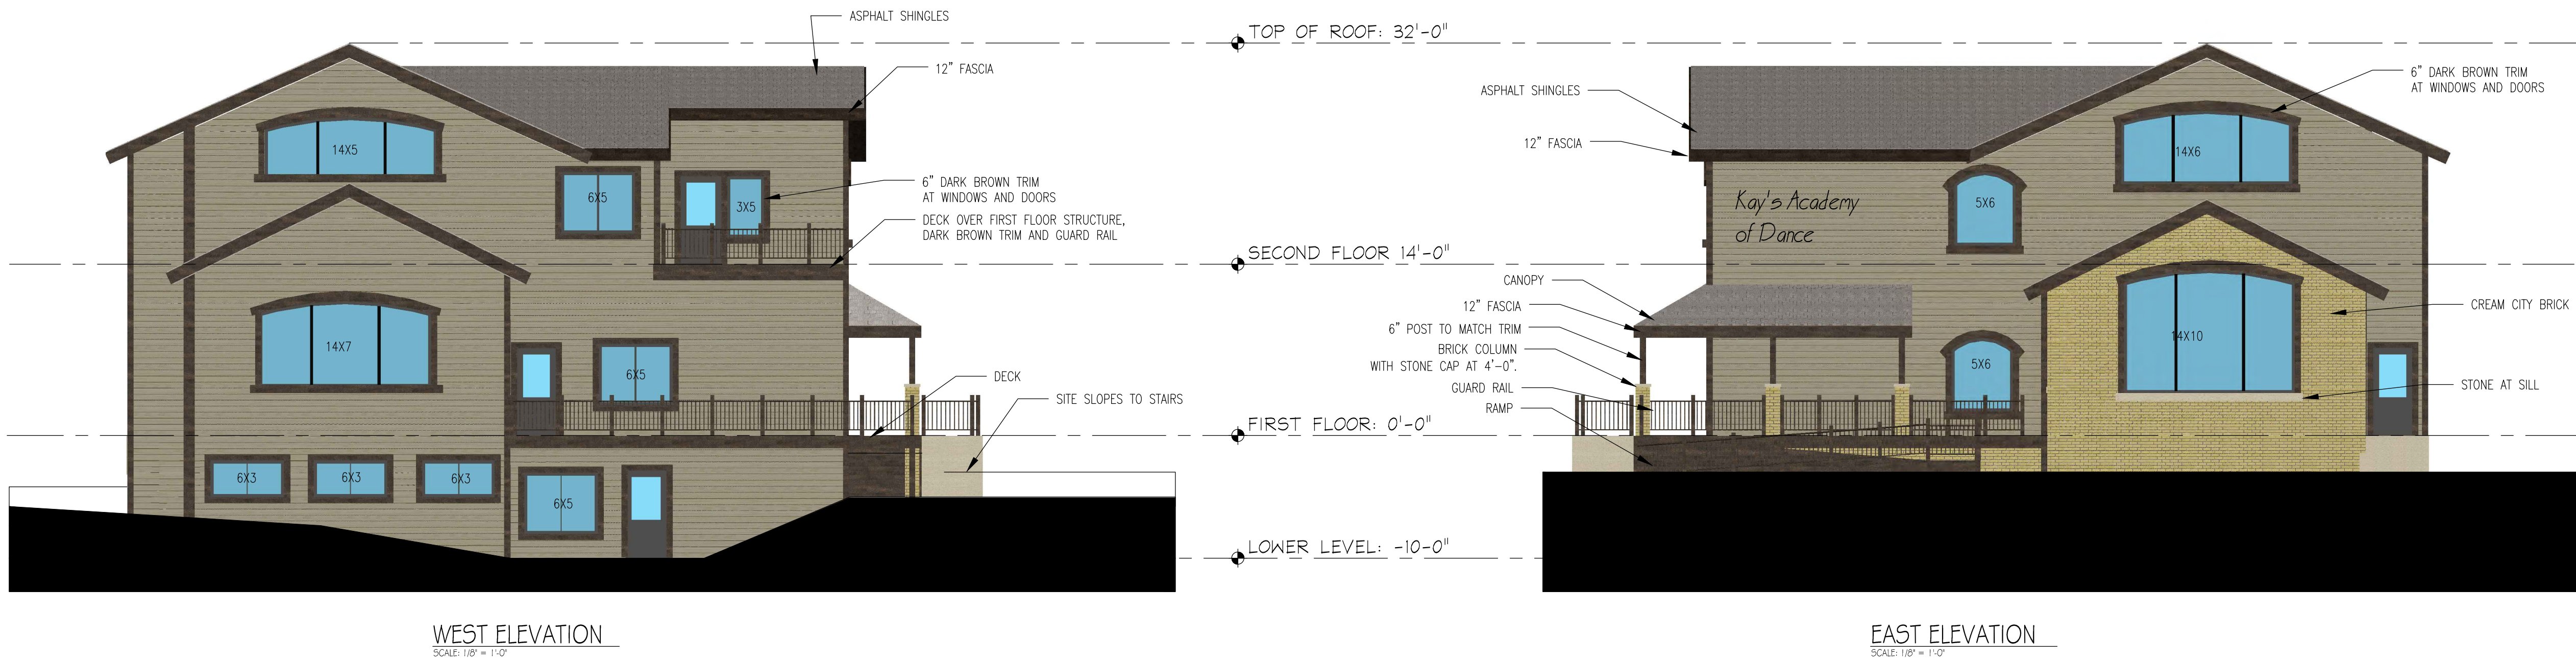 ASPHALT SHINGLES
12" FASCIA
14X5
6X5
3X5
6" DARK BROWN TRIM
AT WINDOWS AND DOORS
DECK OVER FIRST FLOOR STRUCTURE,
DARK BROWN TRIM AND GUARD RAIL
14X7
6X5
DECK
SITE SLOPES TO STAIRS
6X3
6X3
6X3
6X5
WEST ELEVATION
SCALE: 1/8" = 1'-0"
TOP OF ROOF: 32'-0"
SECOND FLOOR 14'-0"
FIRST FLOOR: 0'-0"
LOWER LEVEL: -10-0"
ASPHALT SHINGLES
12" FASCIA
6" DARK BROWN TRIM
AT WINDOWS AND DOORS
14X6
Kay's Academy
of Dance
5X6
CANOPY
12" FASCIA
6" POST TO MATCH TRIM
BRICK COLUMN
WITH STONE CAP AT 4'-0".
GUARD RAIL
RAMP
5X6
14X10
CREAM CITY BRICK
STONE AT SILL
EAST ELEVATION
SCALE: 1/8" = 1'-0"